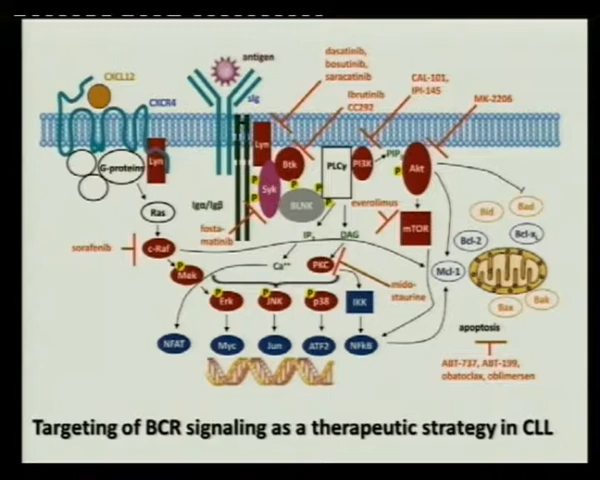 antigen
dasatinib,
bosutinib,
saracatinib
CXCL12
CXCR4
sIg
Ibrutinib
CC292
CAL-101,
IPI-145
MK-2206
G-proteins
Lyn
Lyn
Btk
PLCγ
PI3K
PIP
Akt
Syk
BLNK
P
P
P
P
P
P
P
Ras
Igα/Igβ
fosta-
matinib
everolimus
mTOR
Bid
Bad
Bcl-2
Bcl-xL
sorafenib
c-Raf
IP3
DAG
Ca++
PKC
Mcl-1
P
Mek
mido-
staurine
P
Erk
P
JNK
P
p38
IKK
Bax
Bak
NFAT
Myc
Jun
ATF2
NFkB
apoptosis
ABT-737, ABT-199,
obatoclax, oblimersen
Targeting of BCR signaling as a therapeutic strategy in CLL